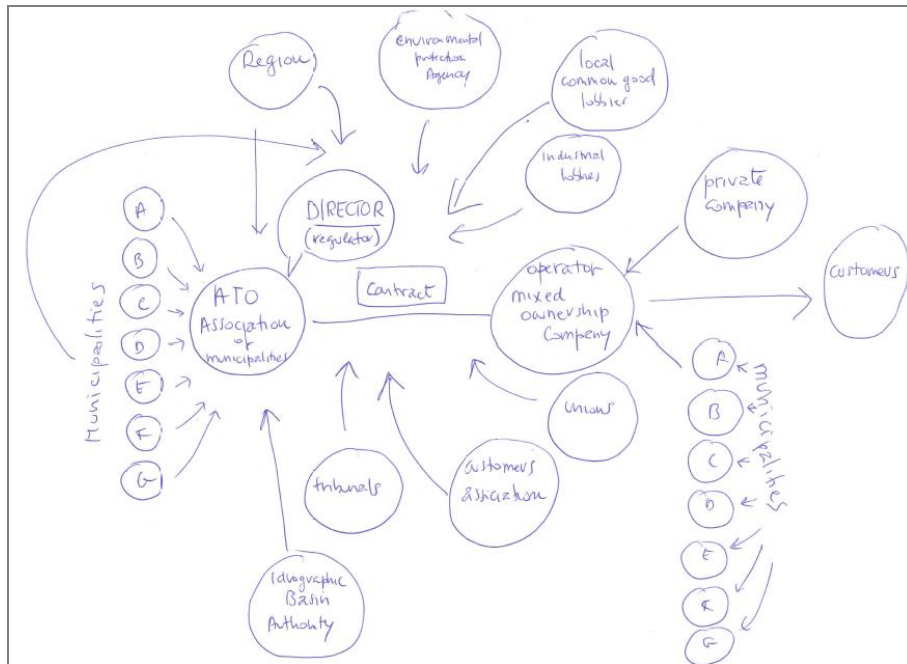 Region
environmental
protection
Agency
local
common good
lobbier
industrial
lobbies
private
company
DIRECTOR
(regulator)
customers
Municipalities
A
B
C
D
E
F
G
ATO
Association
of
municipalities
Contract
operator
mixed
ownership
company
municipalities
A
B
C
D
E
F
G
unions
tribunals
customers
association
Idrographic
Basin
Authority